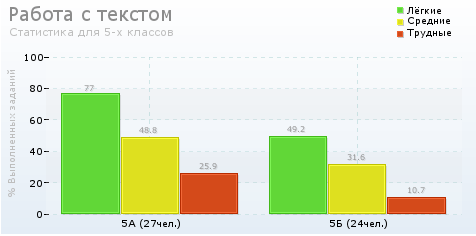 Работа с текстом
Статистика для 5-х классов
Лёгкие
Средние
Трудные
% Выполненных заданий
100
80
60
40
20
0
77
48.8
25.9
49.2
31.6
10.7
5А (27чел.)
5Б (24чел.)